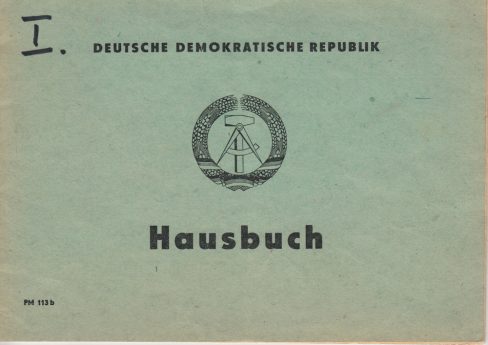 I.
DEUTSCHE DEMOKRATISCHE REPUBLIK
Hausbuch
PM 113 b